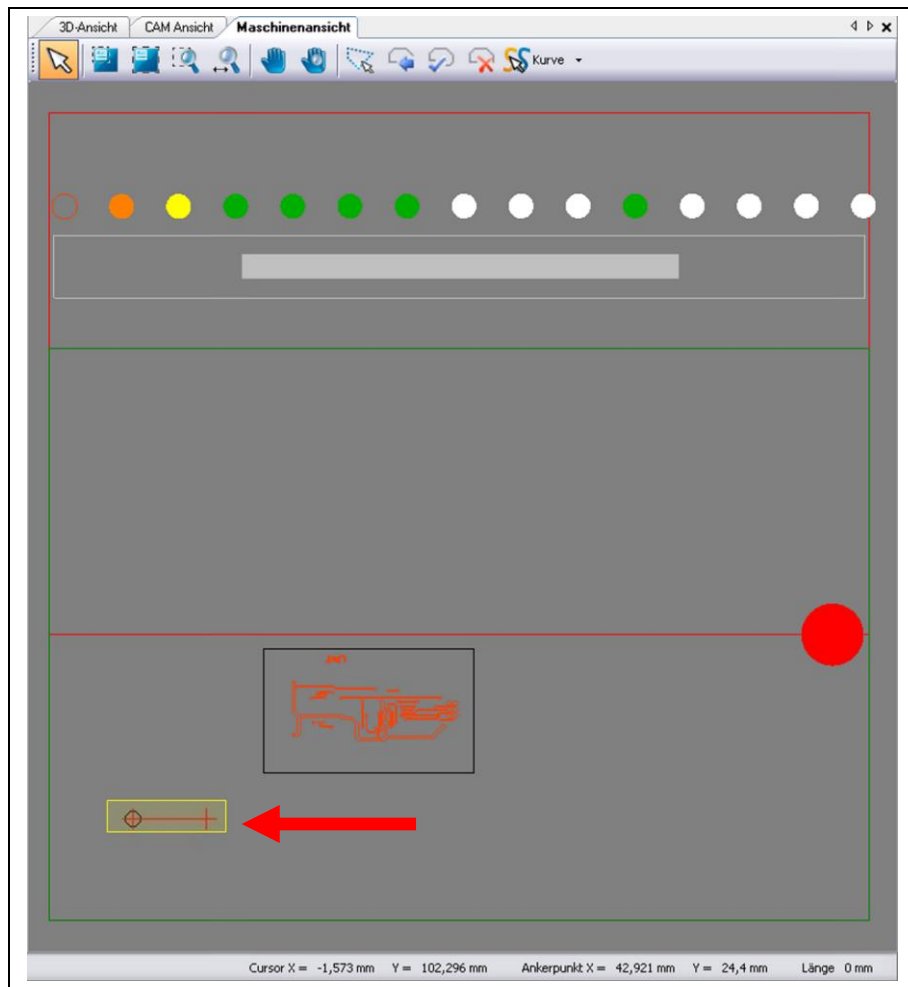 3D-Ansicht CAM Ansicht Maschinenansicht
Kurve
Cursor X = -1,573 mm Y = 102,296 mm Ankerpunkt X = 42,921 mm Y = 24,4 mm Länge 0 mm